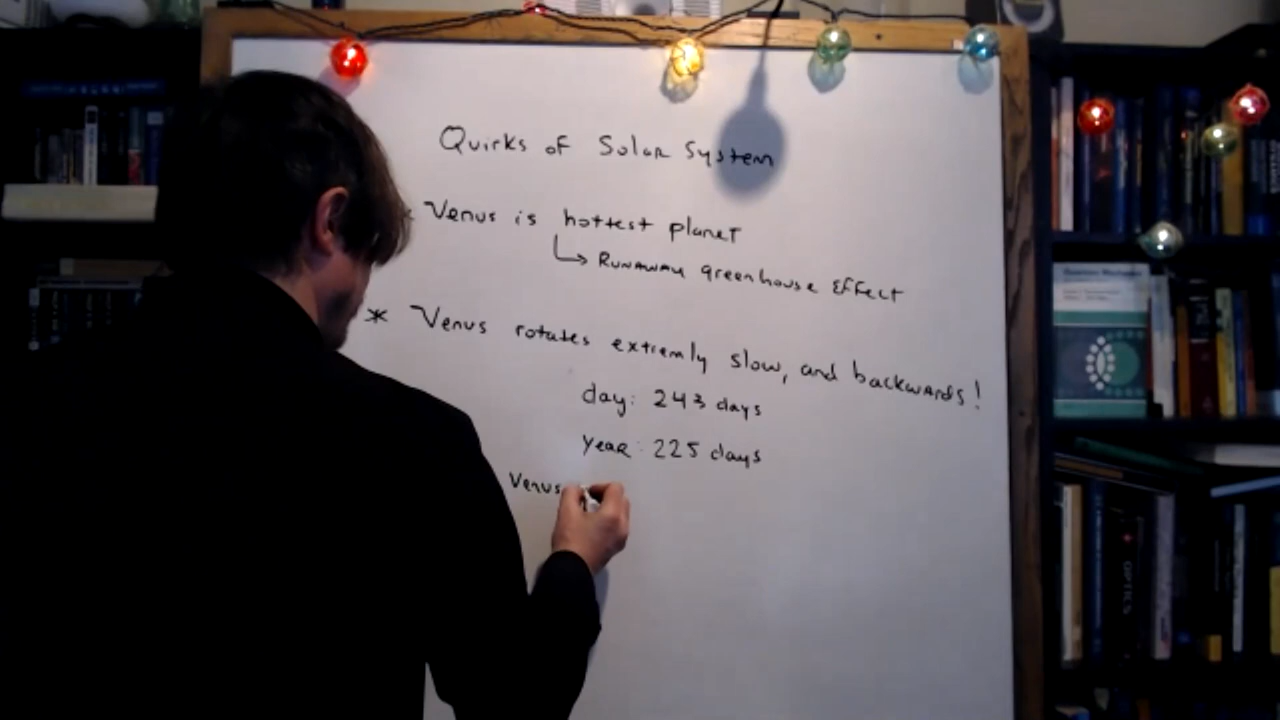 Quirks of Solar System
Venus is hottest planet
Runaway greenhouse Effect
* Venus rotates extremly slow, and backwards!
day: 243 days
Year: 225 days
Venus
OPTICS